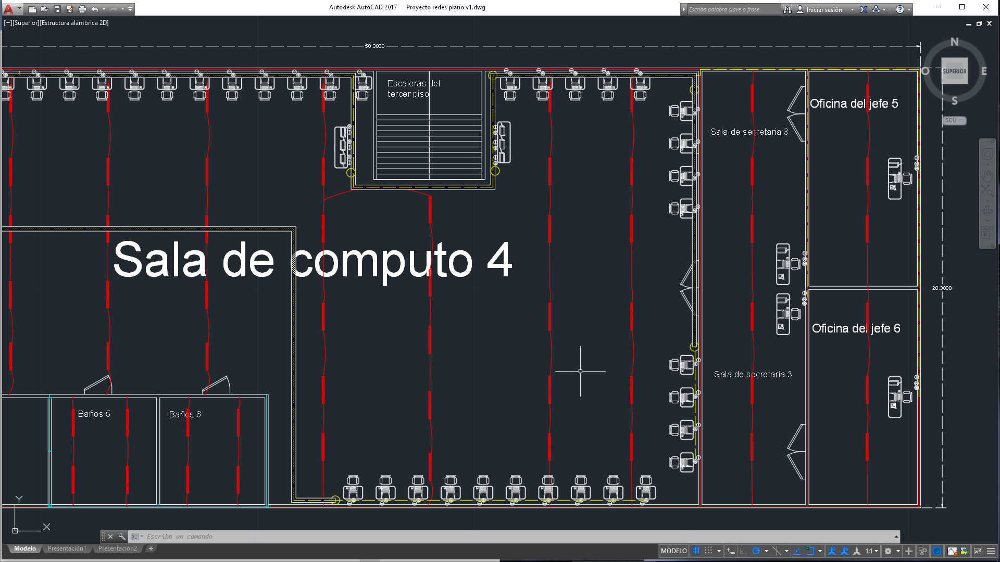 Autodesk AutoCAD 2017 Proyecto redes plano v1.dwg
Escriba palabra clave o frase
Iniciar sesión
[−][Superior][Estructura alámbrica 2D]
50.3000
N
O
SUPERIOR
E
S
SCU
Escaleras del
tercer piso
Oficina del jefe 5
Sala de secretaria 3
Sala de computo 4
20.3000
Oficina del jefe 6
Sala de secretaria 3
Baños 5
Baños 6
Y
X
Escriba un comando
Modelo
Presentación1
Presentación2
+
MODELO
1:1